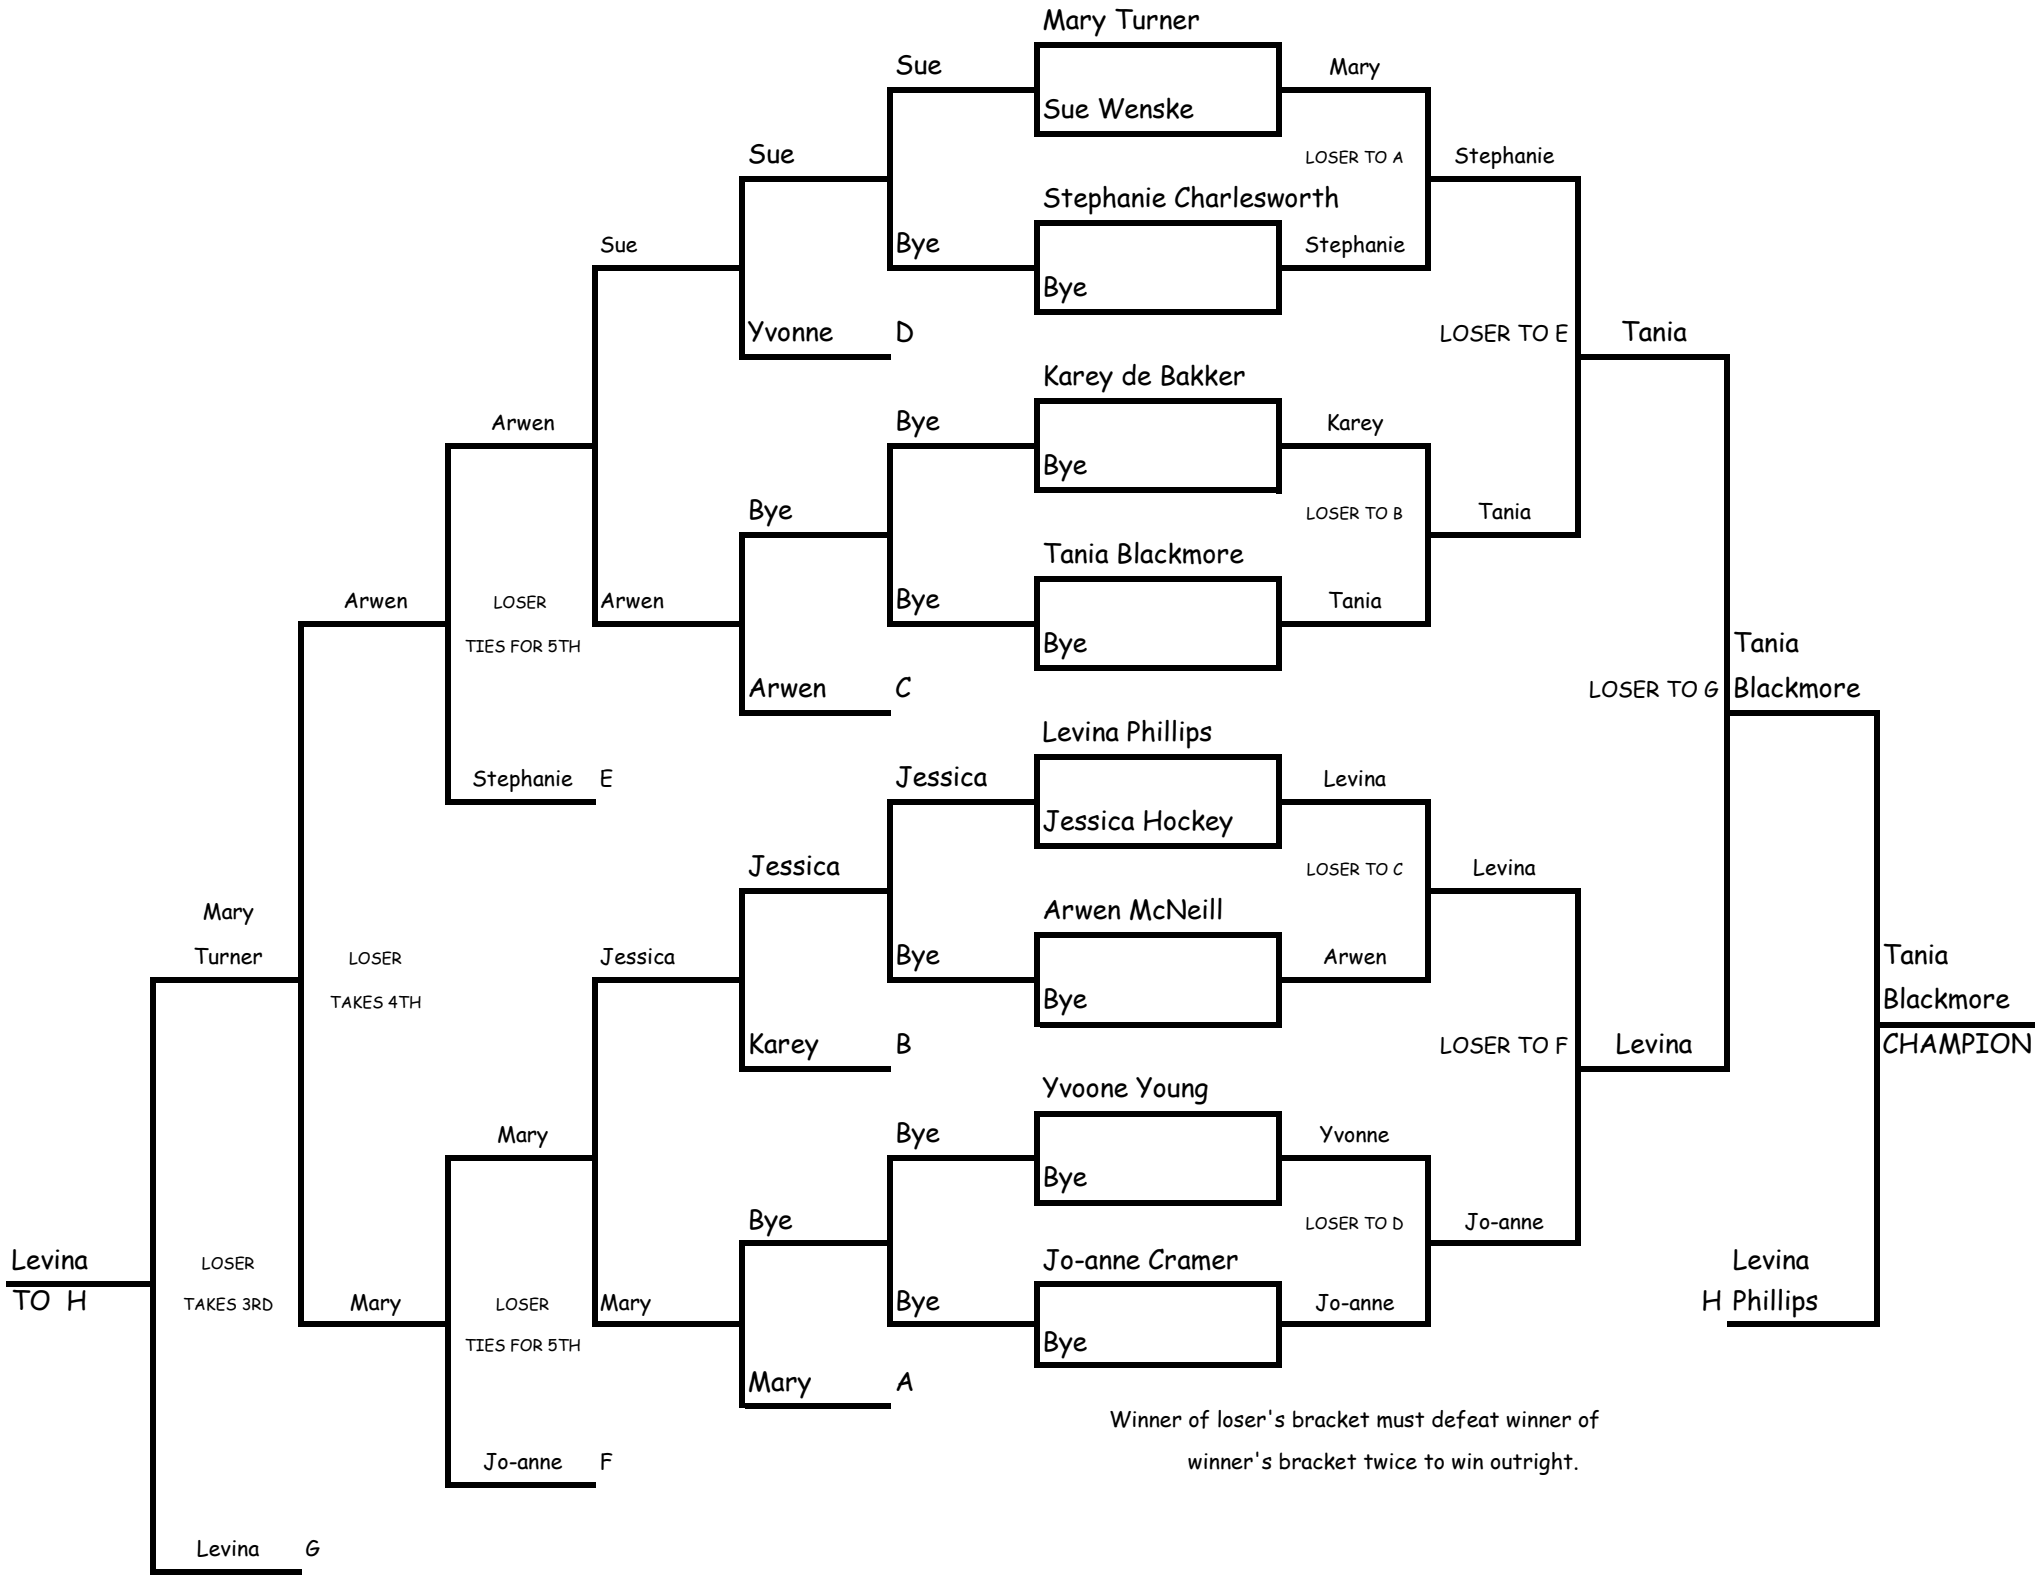 Mary Turner
Sue
Mary
Sue Wenske
Sue
LOSER TO A
Stephanie
Stephanie Charlesworth
Sue
Bye
Stephanie
Bye
Yvonne
D
LOSER TO E
Tania
Karey de Bakker
Arwen
Bye
Karey
Bye
Bye
LOSER TO B
Tania
Tania Blackmore
Arwen
LOSER
Arwen
Bye
Tania
TIES FOR 5TH
Bye
Tania
Arwen
C
LOSER TO G
Blackmore
Levina Phillips
Stephanie
E
Jessica
Levina
Jessica Hockey
Jessica
LOSER TO C
Levina
Mary
Arwen McNeill
Turner
LOSER
Jessica
Bye
Arwen
Tania
TAKES 4TH
Bye
Blackmore
Karey
B
LOSER TO F
Levina
CHAMPION
Yvoone Young
Mary
Bye
Yvonne
Bye
Bye
LOSER TO D
Jo-anne
Levina
LOSER
Jo-anne Cramer
Levina
TO H
TAKES 3RD
Mary
LOSER
Mary
Bye
Jo-anne
H Phillips
TIES FOR 5TH
Bye
Mary
A
Winner of loser's bracket must defeat winner of
Jo-anne
F
winner's bracket twice to win outright.
Levina
G